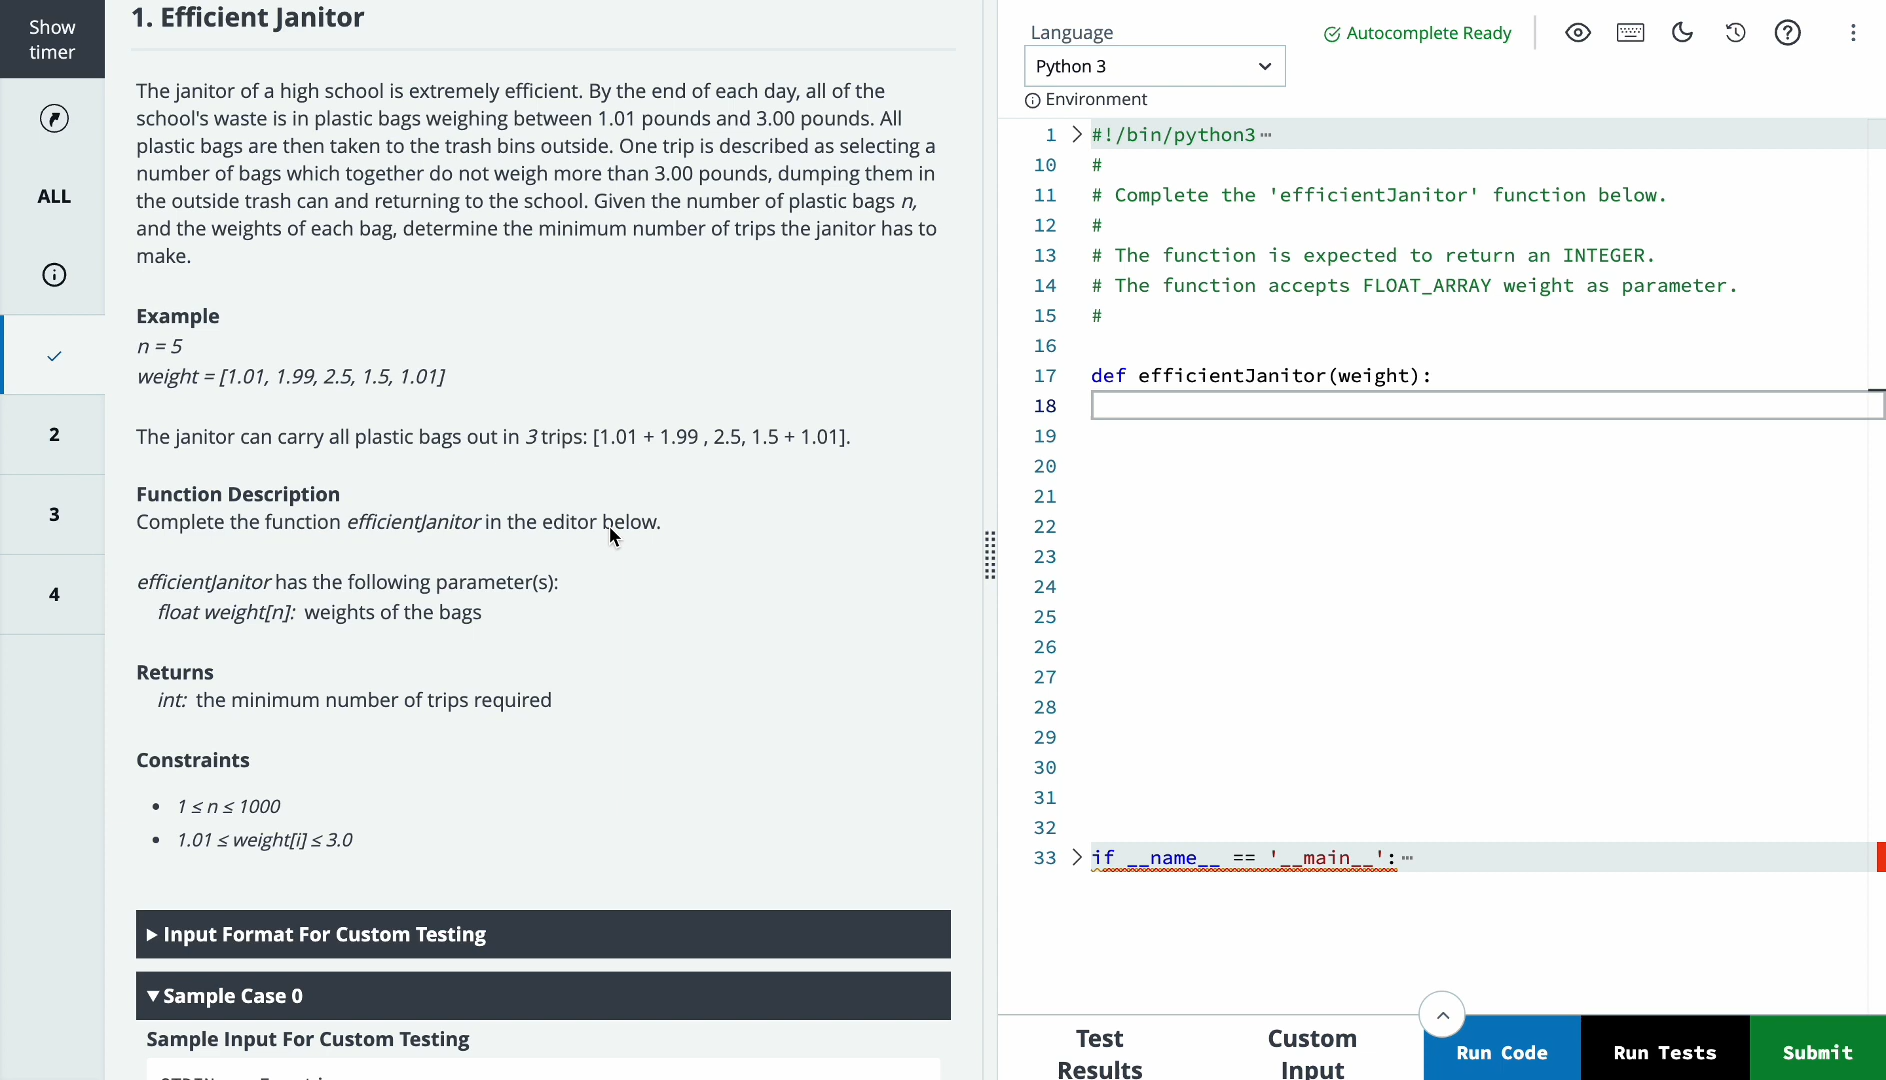 Show
timer
ALL
2
3
4
1. Efficient Janitor
The janitor of a high school is extremely efficient. By the end of each day, all of the
school's waste is in plastic bags weighing between 1.01 pounds and 3.00 pounds. All
plastic bags are then taken to the trash bins outside. One trip is described as selecting a
number of bags which together do not weigh more than 3.00 pounds, dumping them in
the outside trash can and returning to the school. Given the number of plastic bags n,
and the weights of each bag, determine the minimum number of trips the janitor has to
make.
Example
n = 5
weight = [1.01, 1.99, 2.5, 1.5, 1.01]
The janitor can carry all plastic bags out in 3 trips: [1.01 + 1.99 , 2.5, 1.5 + 1.01].
Function Description
Complete the function efficientJanitor in the editor below.
efficientJanitor has the following parameter(s):
float weight[n]: weights of the bags
Returns
int: the minimum number of trips required
Constraints
• 1 ≤ n ≤ 1000
• 1.01 ≤ weight[i] ≤ 3.0
Input Format For Custom Testing
Sample Case 0
Sample Input For Custom Testing
Language
Autocomplete Ready
Python 3
Environment
1 #!/bin/python3
10 #
11 # Complete the 'efficientJanitor' function below.
12 #
13 # The function is expected to return an INTEGER.
14 # The function accepts FLOAT_ARRAY weight as parameter.
15 #
16
17 def efficientJanitor(weight):
18
19
20
21
22
23
24
25
26
27
28
29
30
31
32
33 if __name__ == '__main__':
Test
Results
Custom
Input
Run Code
Run Tests
Submit